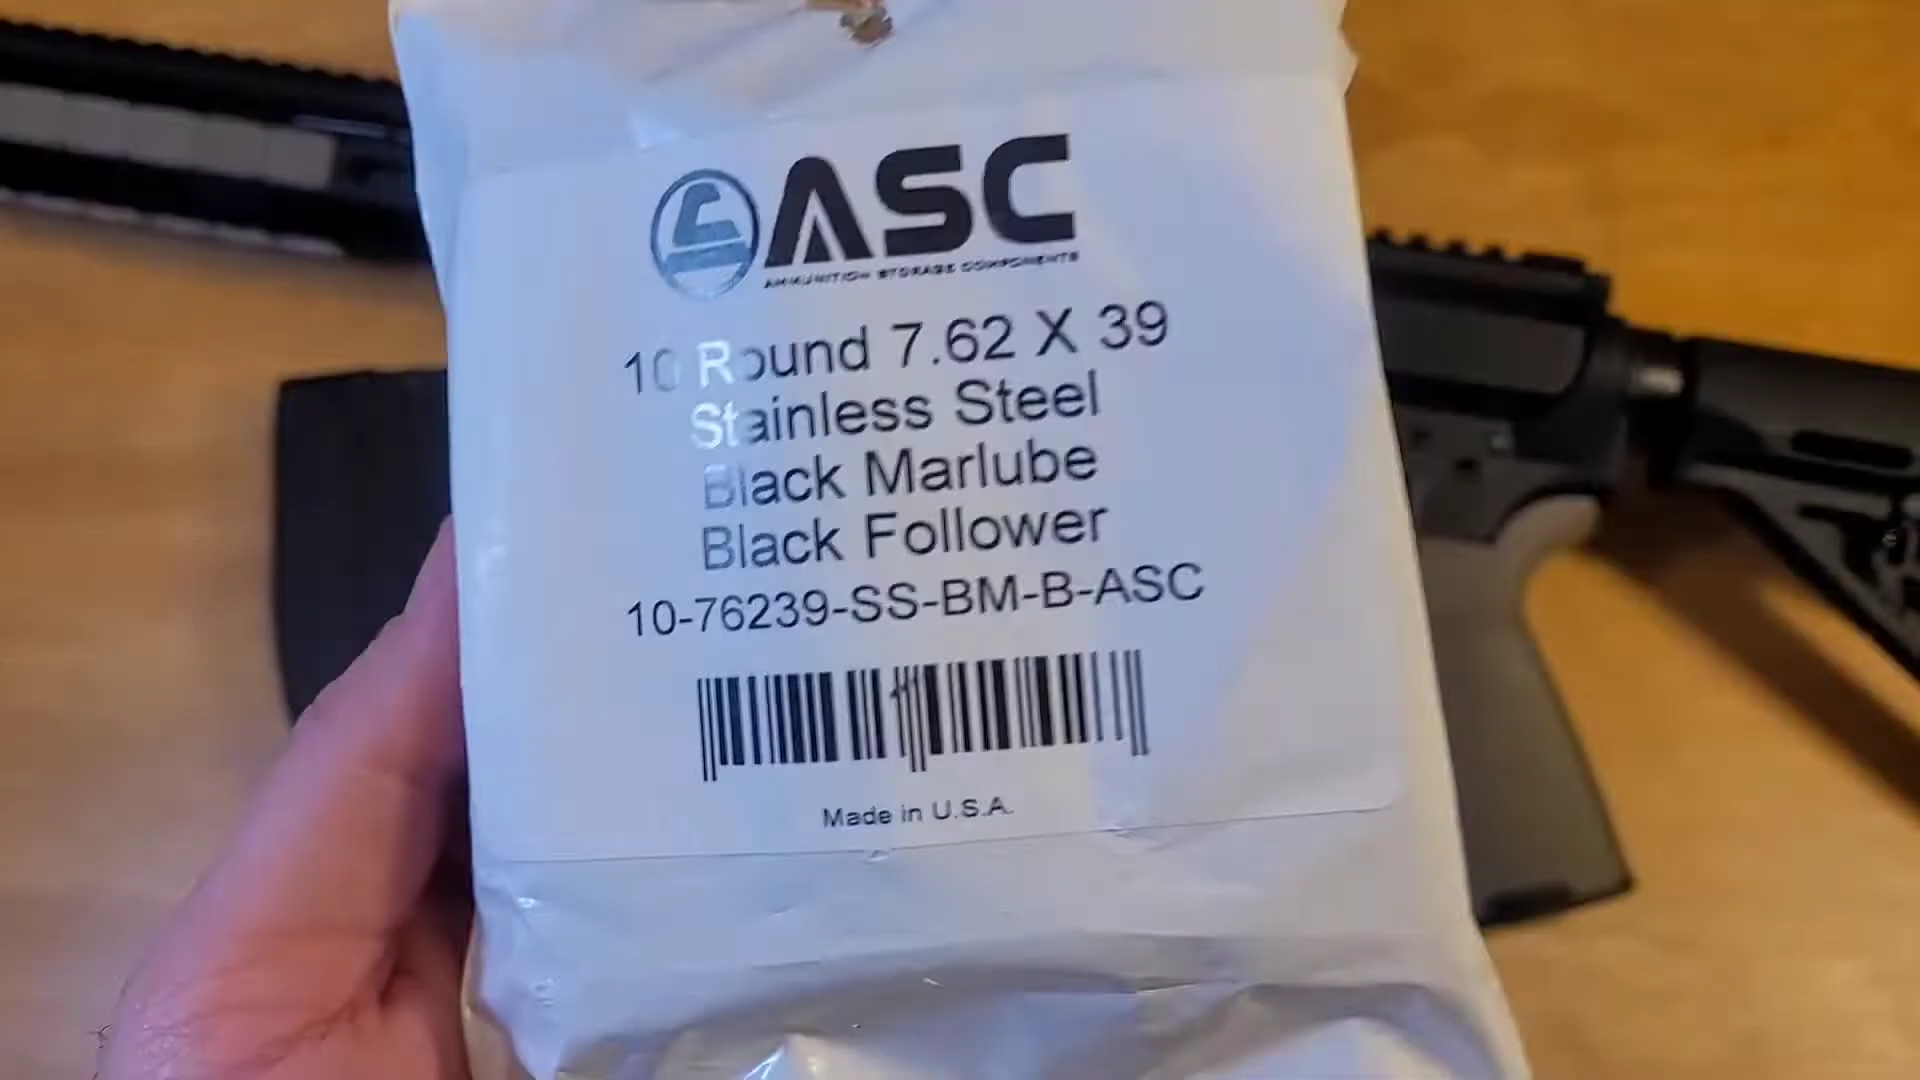 ASC
AMMUNITION STORAGE COMPONENTS
10 Round 7.62 X 39
Stainless Steel
Black Marlube
Black Follower
10-76239-SS-BM-B-ASC
Made in U.S.A.